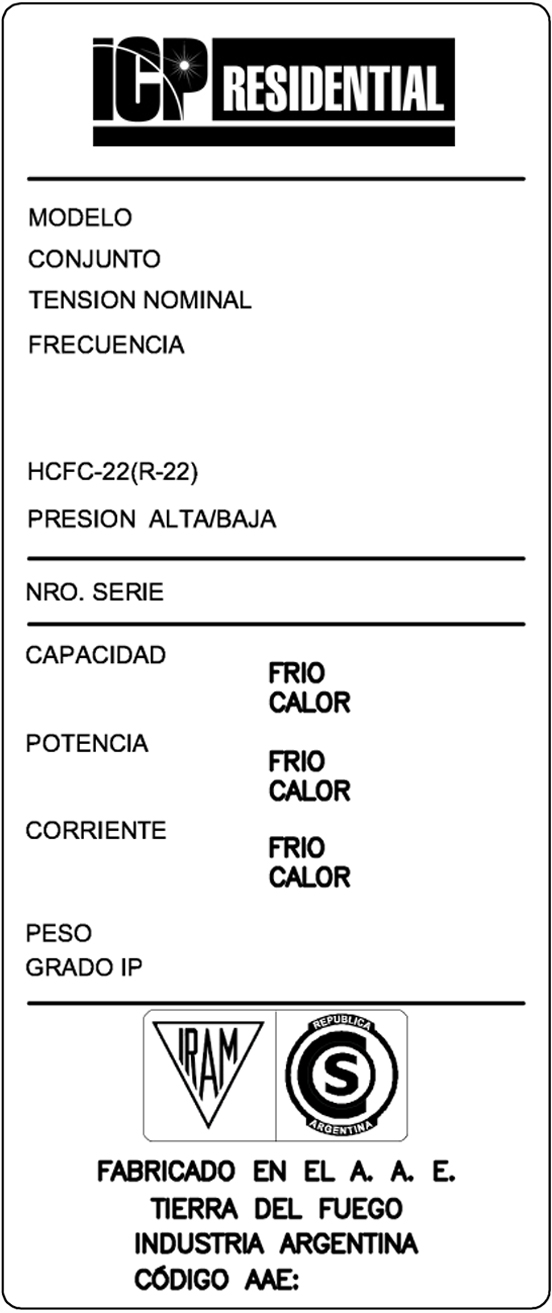 ICP RESIDENTIAL
MODELO
CONJUNTO
TENSION NOMINAL
FRECUENCIA
HCFC-22(R-22)
PRESION ALTA/BAJA
NRO. SERIE
CAPACIDAD
FRIO
CALOR
POTENCIA
FRIO
CALOR
CORRIENTE
FRIO
CALOR
PESO
GRADO IP
IRAM
REPUBLICA
S
ARGENTINA
FABRICADO EN EL A. A. E.
TIERRA DEL FUEGO
INDUSTRIA ARGENTINA
CÓDIGO AAE: